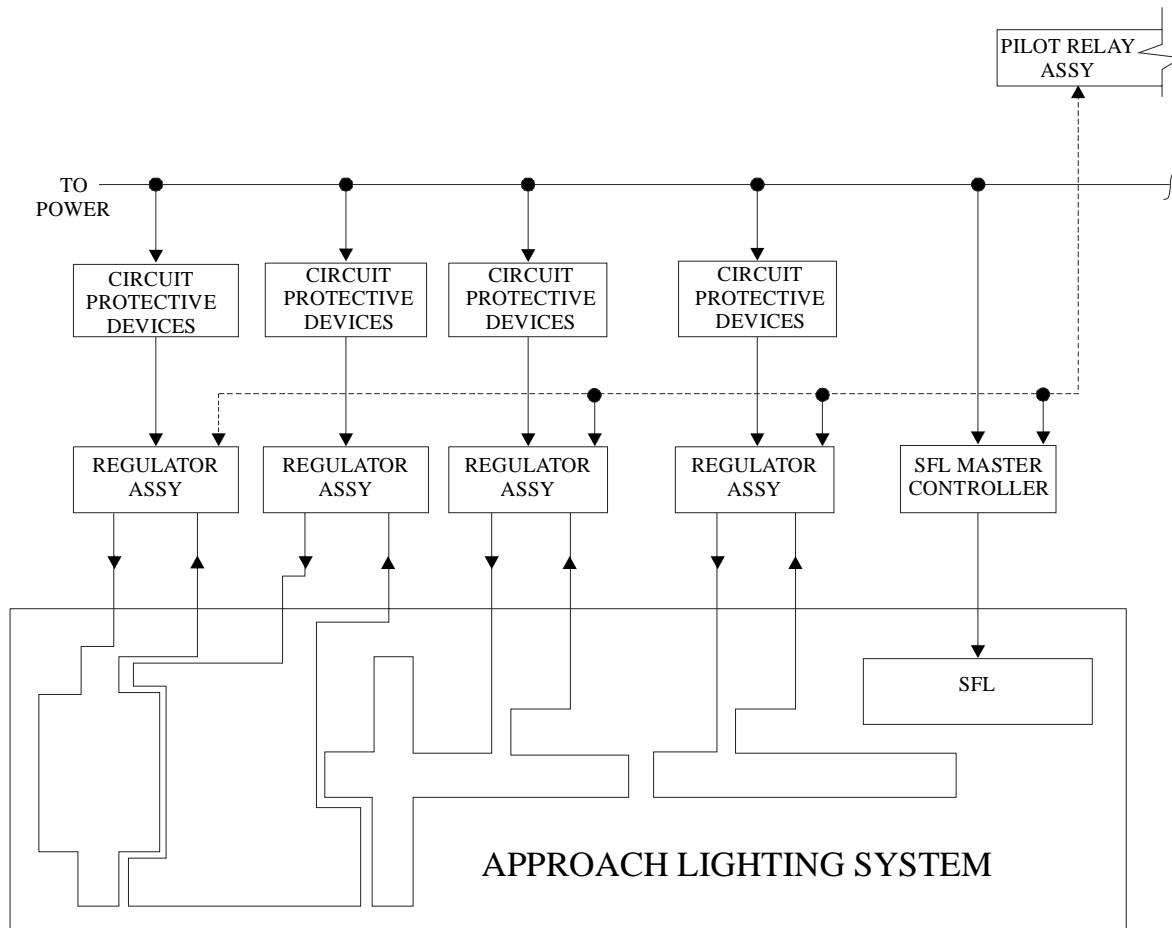 PILOT RELAY
ASSY
TO
POWER
CIRCUIT
PROTECTIVE
DEVICES
CIRCUIT
PROTECTIVE
DEVICES
CIRCUIT
PROTECTIVE
DEVICES
CIRCUIT
PROTECTIVE
DEVICES
REGULATOR
ASSY
REGULATOR
ASSY
REGULATOR
ASSY
REGULATOR
ASSY
SFL MASTER
CONTROLLER
SFL
APPROACH LIGHTING SYSTEM